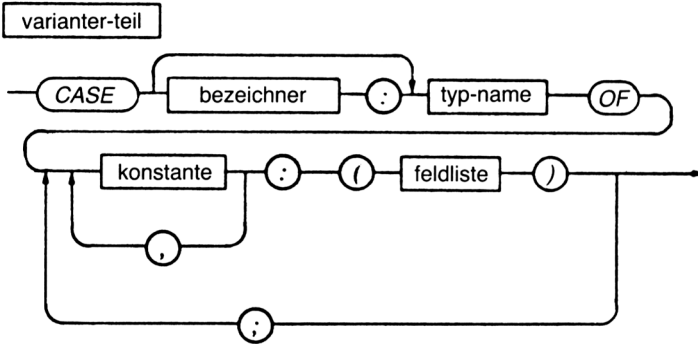 varianter-teil
CASE bezeichner : typ-name OF
konstante : ( feldliste )
,
;